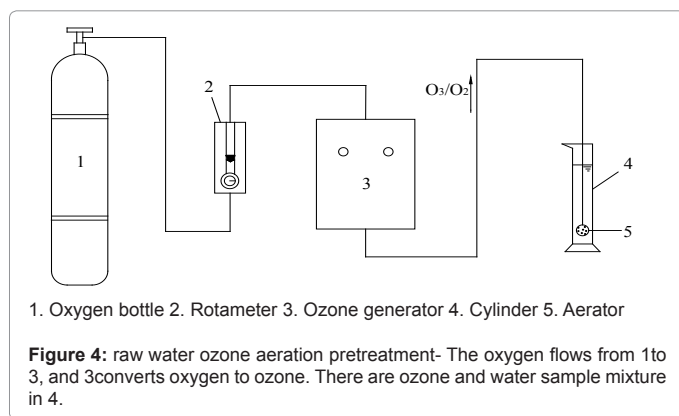 1
2
3
O3/O2
4
5
1. Oxygen bottle 2. Rotameter 3. Ozone generator 4. Cylinder 5. Aerator
Figure 4: raw water ozone aeration pretreatment- The oxygen flows from 1to
3, and 3converts oxygen to ozone. There are ozone and water sample mixture
in 4.